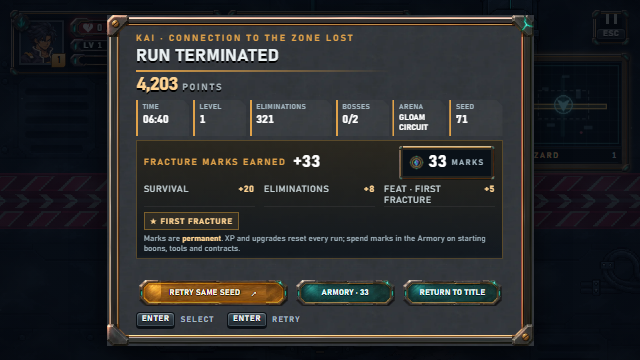 KAI · CONNECTION TO THE ZONE LOST
RUN TERMINATED
4,203 POINTS
TIME
06:40
LEVEL
1
ELIMINATIONS
321
BOSSES
0/2
ARENA
GLOAM
CIRCUIT
SEED
71
FRACTURE MARKS EARNED +33
33 MARKS
SURVIVAL +20
ELIMINATIONS +8
FEAT · FIRST
FRACTURE
+5
★ FIRST FRACTURE
Marks are permanent. XP and upgrades reset every run; spend marks in the Armory on starting
boons, tools and contracts.
RETRY SAME SEED
ARMORY · 33
RETURN TO TITLE
ENTER SELECT ENTER RETRY
LV 1
1
ESC
ZARD 1